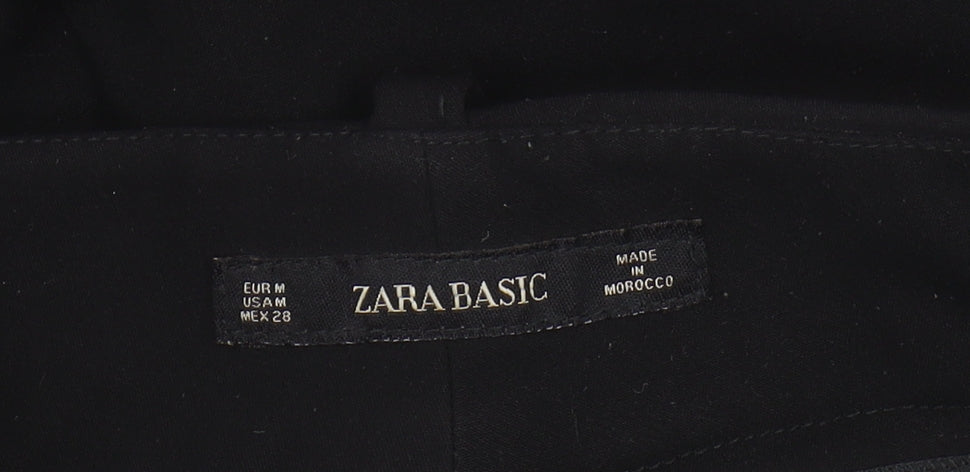 EUR M
USA M
MEX 28
ZARA BASIC
MADE
IN
MOROCCO